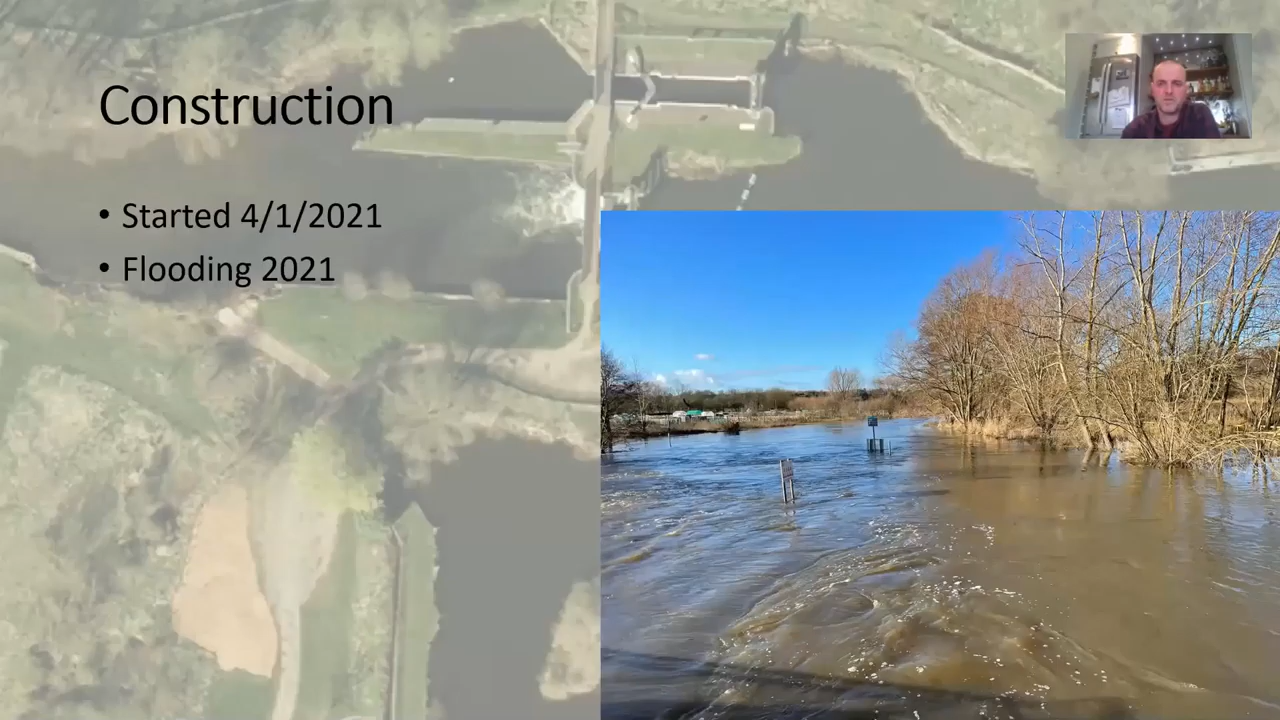 Construction
• Started 4/1/2021
• Flooding 2021